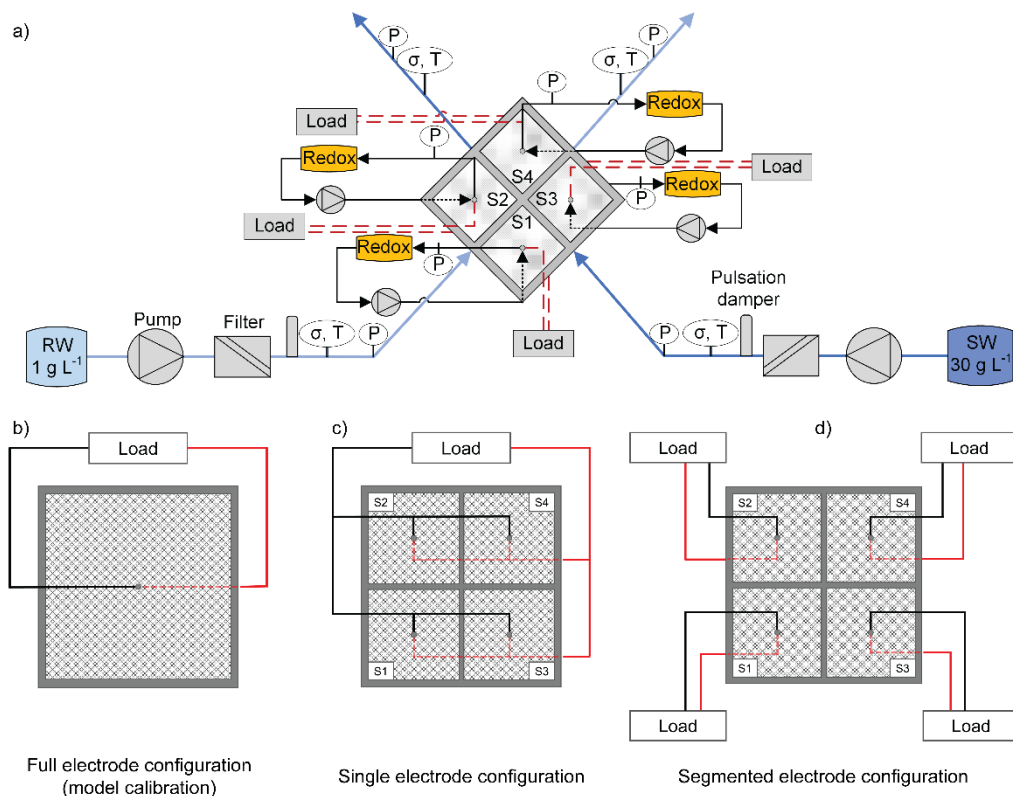 a)
P
σ, T
P
σ, T
P
Redox
Load
P
Redox
S4
Load
Redox
P
S2
S3
S1
Load
Redox
P
Load
Pulsation
damper
Pump
Filter
RW
1 g L⁻¹
σ, T
P
P
σ, T
SW
30 g L⁻¹
b)
Load
Full electrode configuration
(model calibration)
c)
Load
S2
S4
S1
S3
Single electrode configuration
d)
Load
Load
S2
S4
S1
S3
Load
Load
Segmented electrode configuration